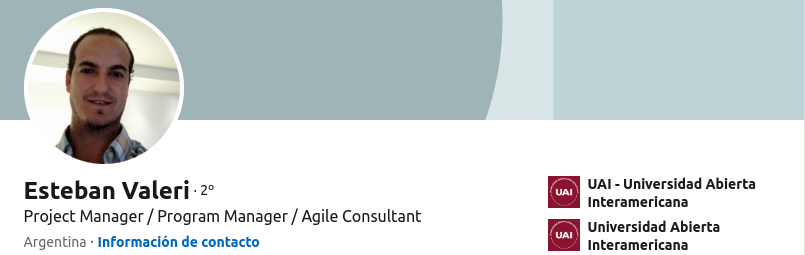 Esteban Valeri · 2º
Project Manager / Program Manager / Agile Consultant
Argentina · Información de contacto
UAI
UAI - Universidad Abierta
Interamericana
UAI
Universidad Abierta
Interamericana